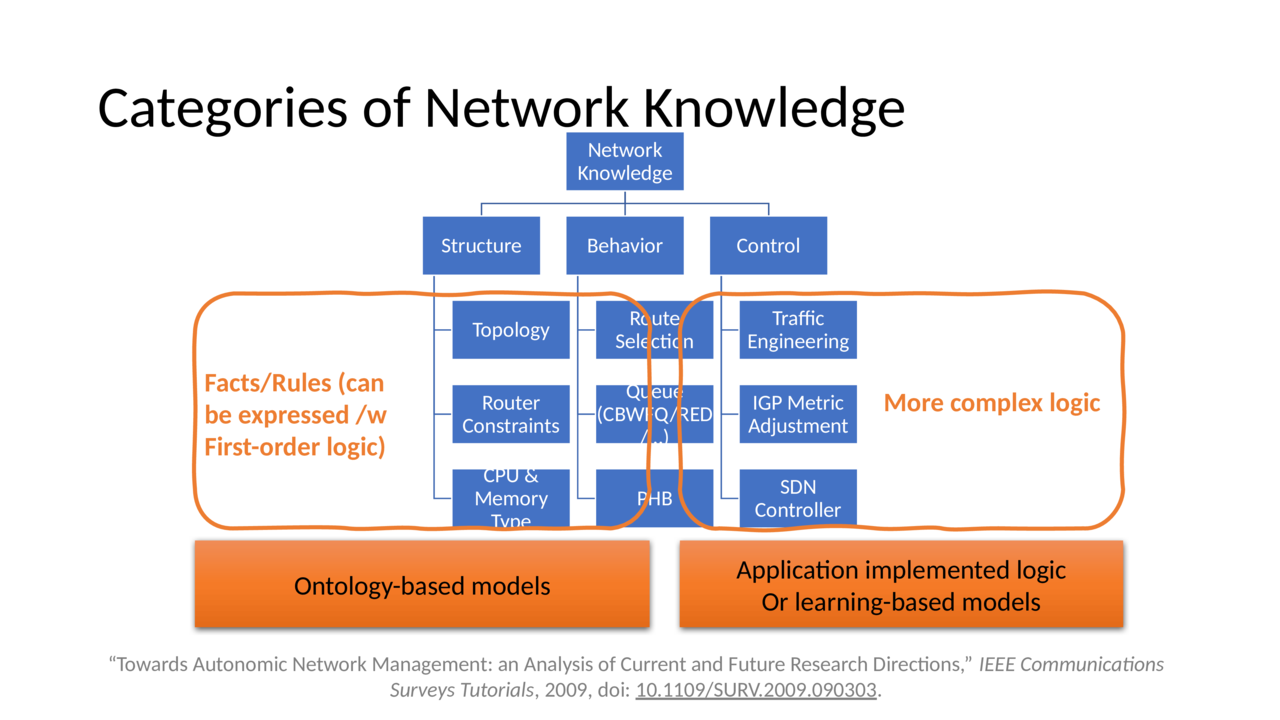 Categories of Network Knowledge
Network
Knowledge
Structure
Behavior
Control
Topology
Router
Constraints
CPU &
Memory
Type
Route
Selection
Queue
(CBWFQ/RED
/…)
PHB
Traffic
Engineering
IGP Metric
Adjustment
SDN
Controller
Facts/Rules (can
be expressed /w
First-order logic)
More complex logic
Ontology-based models
Application implemented logic
Or learning-based models
“Towards Autonomic Network Management: an Analysis of Current and Future Research Directions,” IEEE Communications
Surveys Tutorials, 2009, doi: 10.1109/SURV.2009.090303.